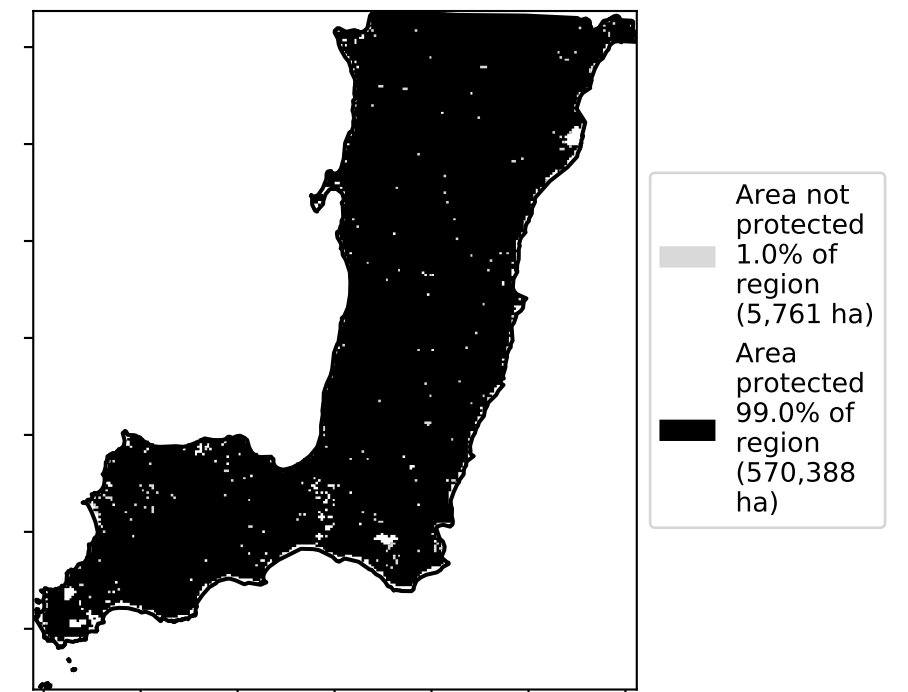 Area not
protected
1.0% of
region
(5,761 ha)
Area
protected
99.0% of
region
(570,388
ha)